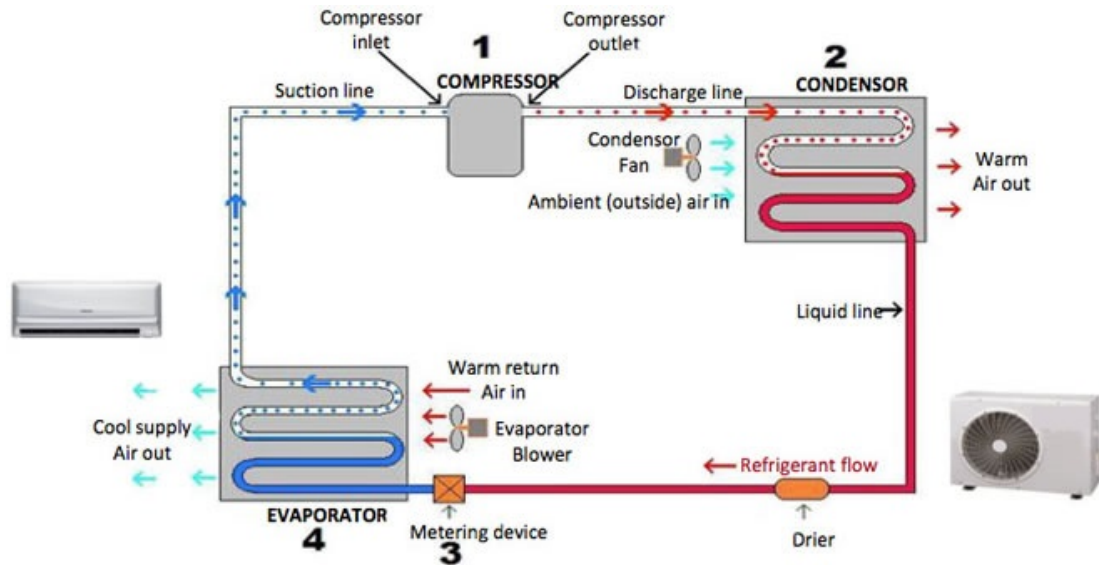 Compressor
inlet
1
Compressor
outlet
COMPRESSOR
2
CONDENSOR
Suction line
Discharge line
Condensor
Fan
Ambient (outside) air in
Warm
Air out
Liquid line
Warm return
Air in
Cool supply
Air out
Evaporator
Blower
Refrigerant flow
EVAPORATOR
4
Metering device
3
Drier